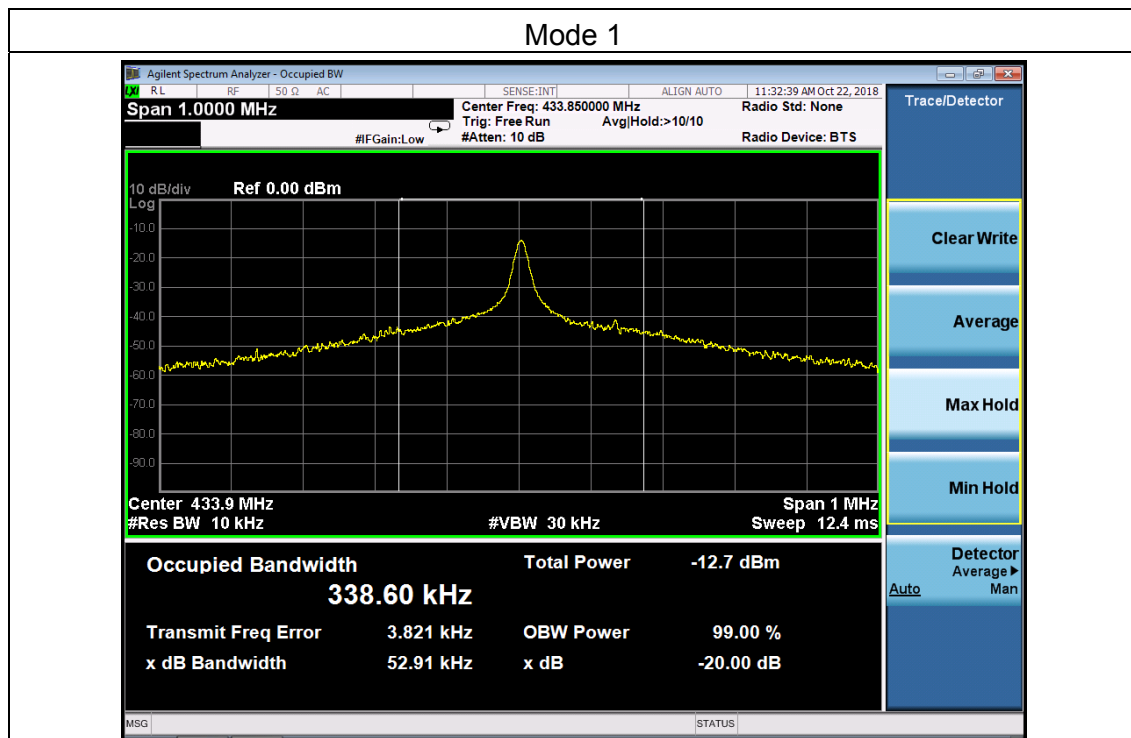 Mode 1
Agilent Spectrum Analyzer - Occupied BW
LXI RL RF 50 Ω AC SENSE:INT ALIGN AUTO 11:32:39 AM Oct 22, 2018
Span 1.0000 MHz
Center Freq: 433.850000 MHz Radio Std: None
Trig: Free Run Avg|Hold:>10/10
#IFGain:Low #Atten: 10 dB Radio Device: BTS
10 dB/div Ref 0.00 dBm
Log
-10.0
-20.0
-30.0
-40.0
-50.0
-60.0
-70.0
-80.0
-90.0
Center 433.9 MHz Span 1 MHz
#Res BW 10 kHz #VBW 30 kHz Sweep 12.4 ms
Occupied Bandwidth Total Power -12.7 dBm
338.60 kHz
Transmit Freq Error 3.821 kHz OBW Power 99.00 %
x dB Bandwidth 52.91 kHz x dB -20.00 dB
MSG STATUS
Trace/Detector
Clear Write
Average
Max Hold
Min Hold
Detector
Average▶
Auto Man